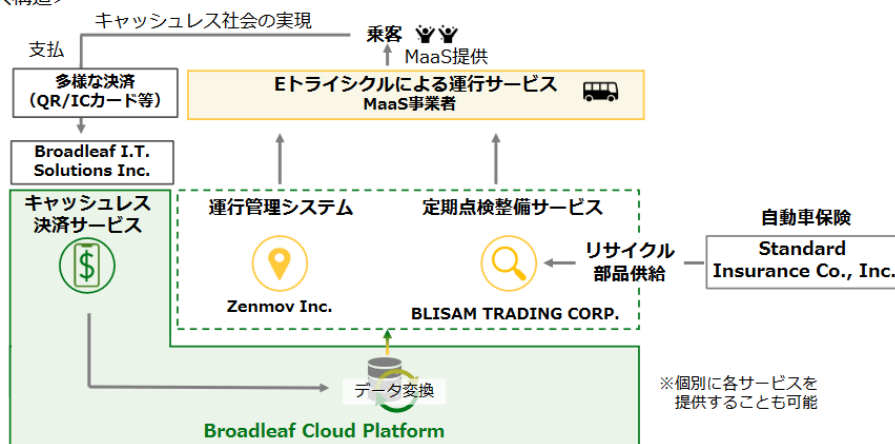 <構造>
キャッシュレス社会の実現
乗客
支払
MaaS提供
多様な決済
(QR/ICカード等)
Eトライシクルによる運行サービス
MaaS事業者
Broadleaf I.T.
Solutions Inc.
キャッシュレス
決済サービス
運行管理システム
定期点検整備サービス
自動車保険
リサイクル
部品供給
Standard
Insurance Co., Inc.
Zenmov Inc.
BLISAM TRADING CORP.
データ変換
※個別に各サービスを
提供することも可能
Broadleaf Cloud Platform